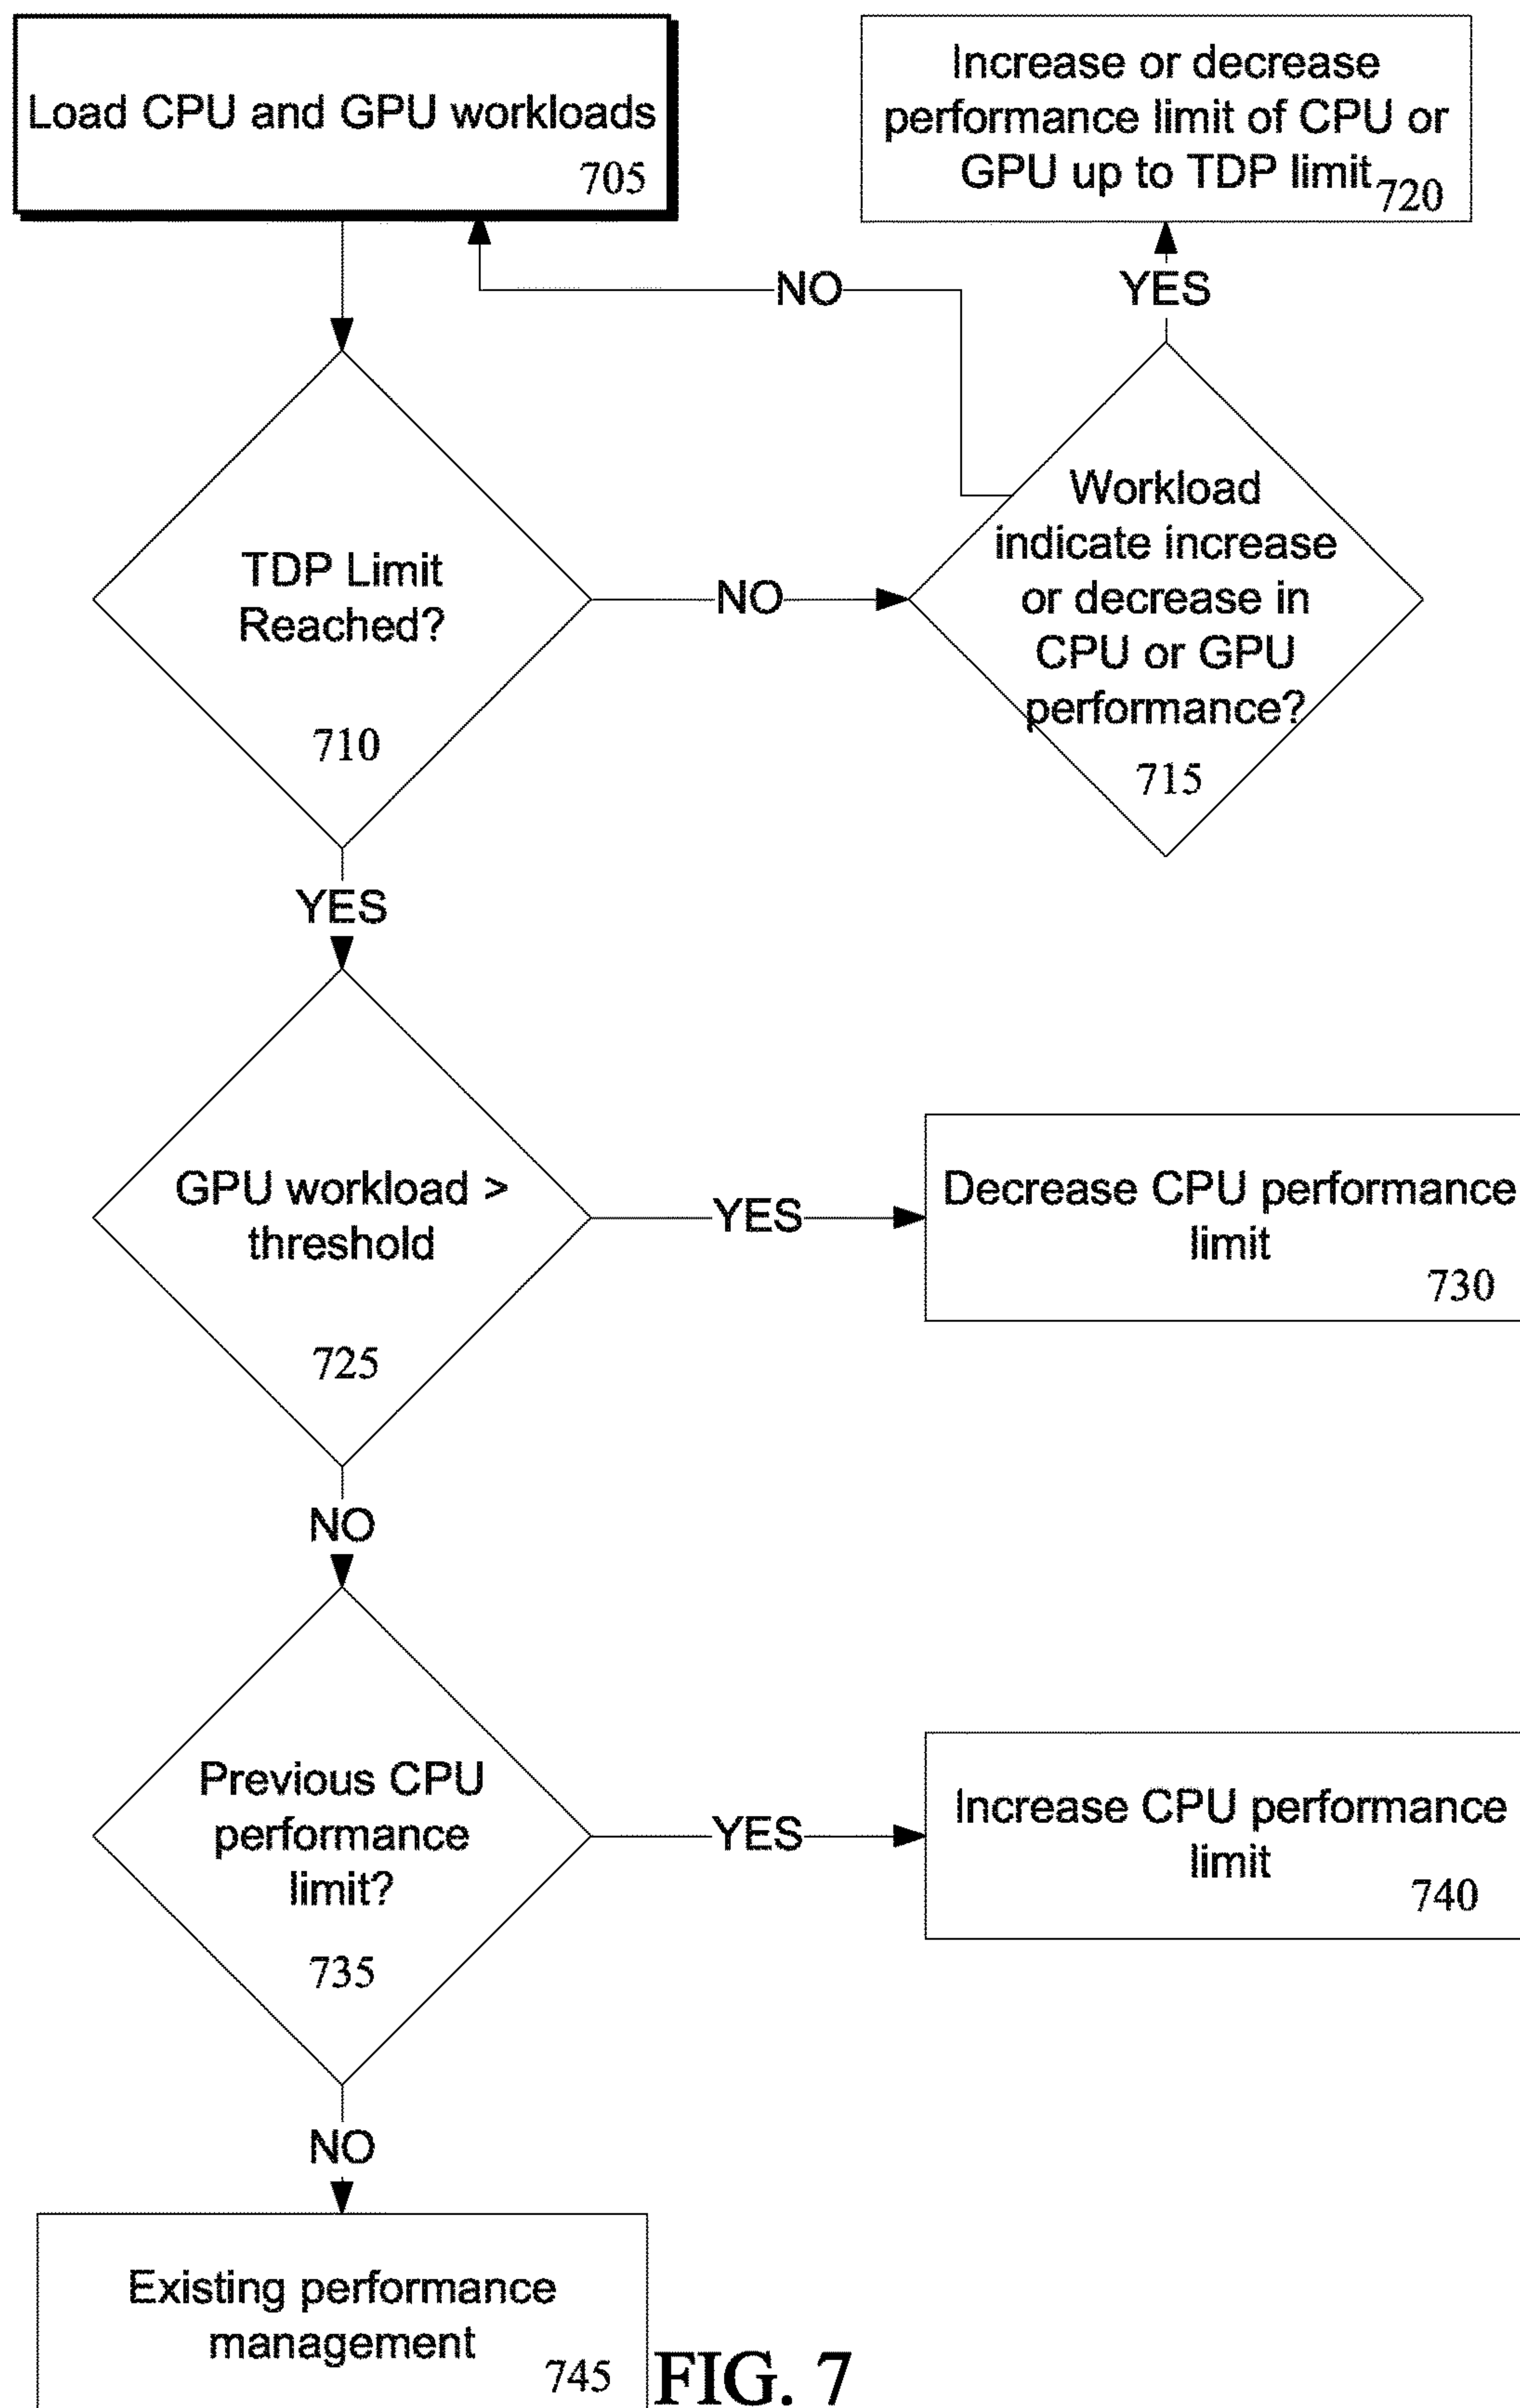 Load CPU and GPU workloads
705
Increase or decrease
performance limit of CPU or
GPU up to TDP limit
720
NO
YES
TDP Limit
Reached?
710
NO
Workload
indicate increase
or decrease in
CPU or GPU
performance?
715
YES
GPU workload >
threshold
725
YES
Decrease CPU performance
limit
730
NO
Previous CPU
performance
limit?
735
YES
Increase CPU performance
limit
740
NO
Existing performance
management
745
FIG. 7